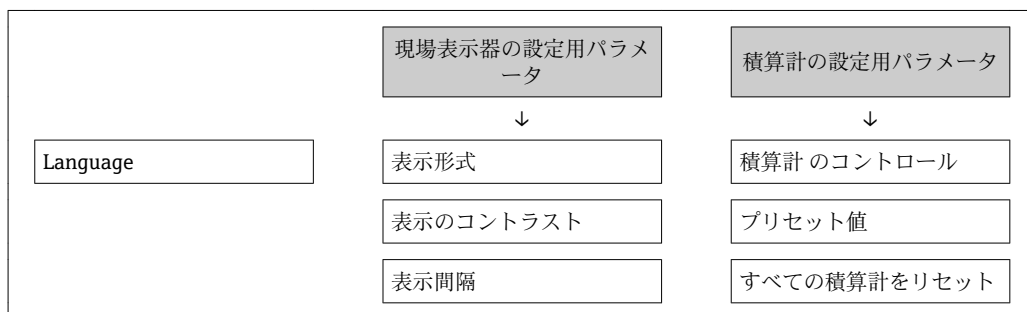 現場表示器の設定用パラメ
ータ
積算計の設定用パラメータ
↓
↓
Language
表示形式
積算計 のコントロール
表示のコントラスト
プリセット値
表示間隔
すべての積算計をリセット